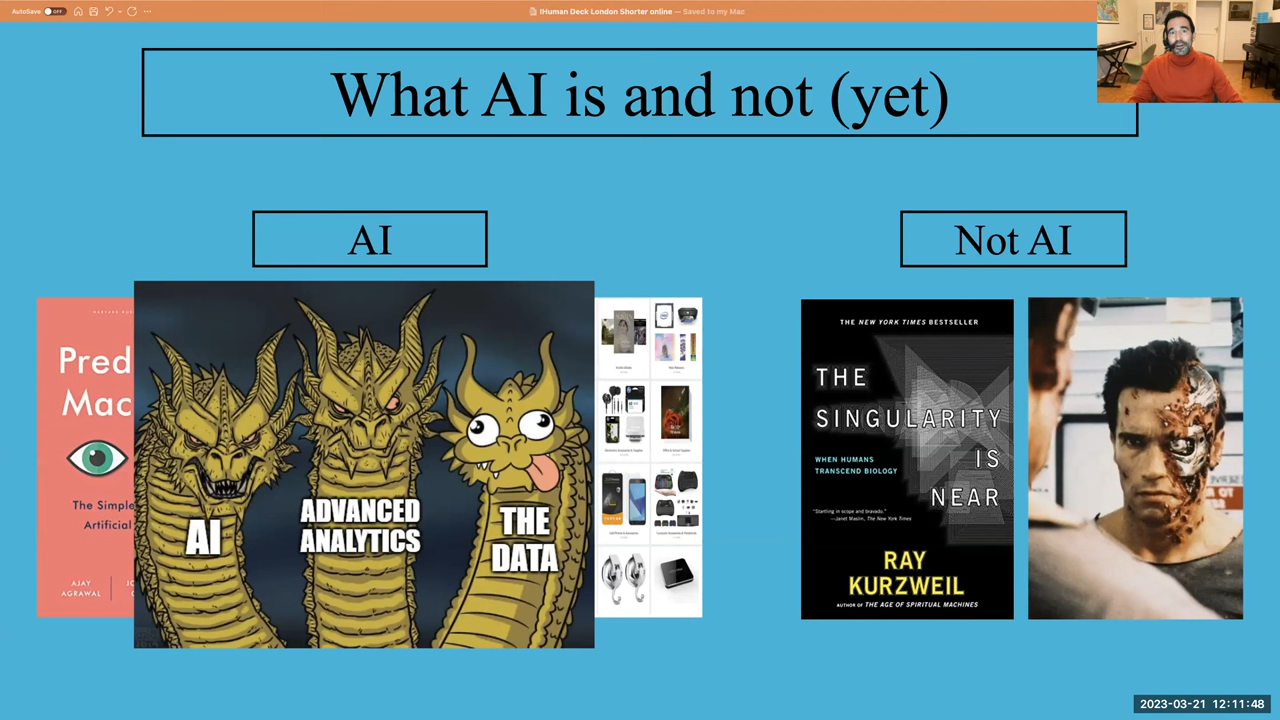 AutoSave OFF
IHuman Deck London Shorter online — Saved to my Mac
What AI is and not (yet)
AI
Not AI
Pred
Mac
The Simple
Artificial
AJAY
AGRAWAL
AI
ADVANCED
ANALYTICS
THE
DATA
THE NEW YORK TIMES BESTSELLER
THE
SINGULARITY
IS
NEAR
WHEN HUMANS
TRANSCEND BIOLOGY
"Startling in scope and bravado."
—Janet Maslin, The New York Times
RAY
KURZWEIL
AUTHOR OF THE AGE OF SPIRITUAL MACHINES
2023-03-21 12:11:48